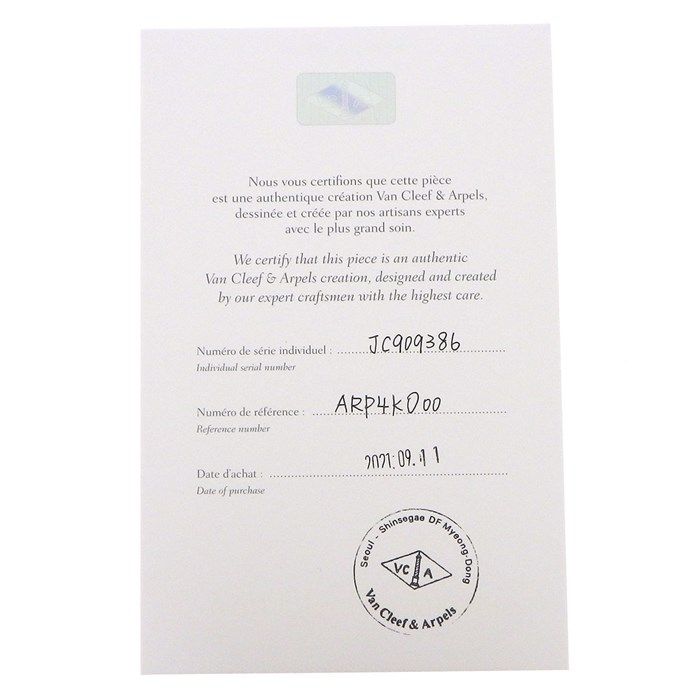 Nous vous certifions que cette pièce
est une authentique création Van Cleef & Arpels,
dessinée et créée par nos artisans experts
avec le plus grand soin.
We certify that this piece is an authentic
Van Cleef & Arpels creation, designed and created
by our expert craftsmen with the highest care.
Numéro de série individuel : JC909386
Individual serial number
Numéro de référence : ARP4KD00
Reference number
Date d'achat : 2021.09.11
Date of purchase
Seoul - Shinsegae DF Myeong-Dong
VC A
Van Cleef & Arpels